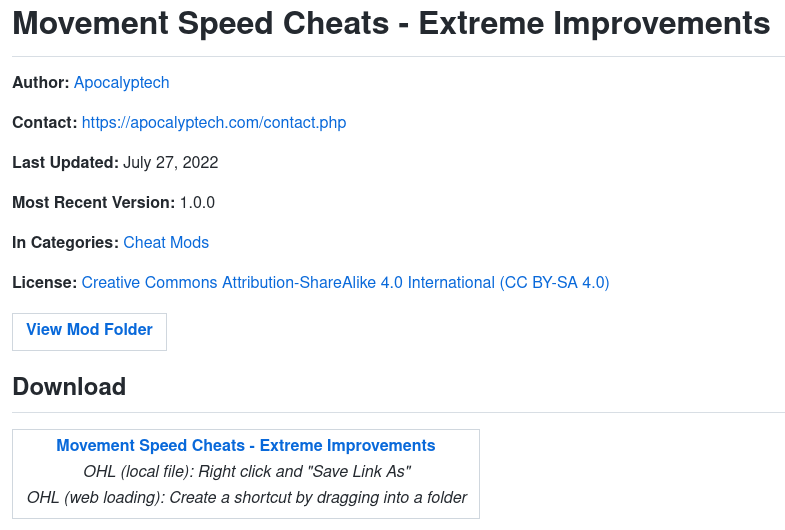 Movement Speed Cheats - Extreme Improvements
Author: Apocalyptech
Contact: https://apocalyptech.com/contact.php
Last Updated: July 27, 2022
Most Recent Version: 1.0.0
In Categories: Cheat Mods
License: Creative Commons Attribution-ShareAlike 4.0 International (CC BY-SA 4.0)
View Mod Folder
Download
Movement Speed Cheats - Extreme Improvements
OHL (local file): Right click and "Save Link As"
OHL (web loading): Create a shortcut by dragging into a folder